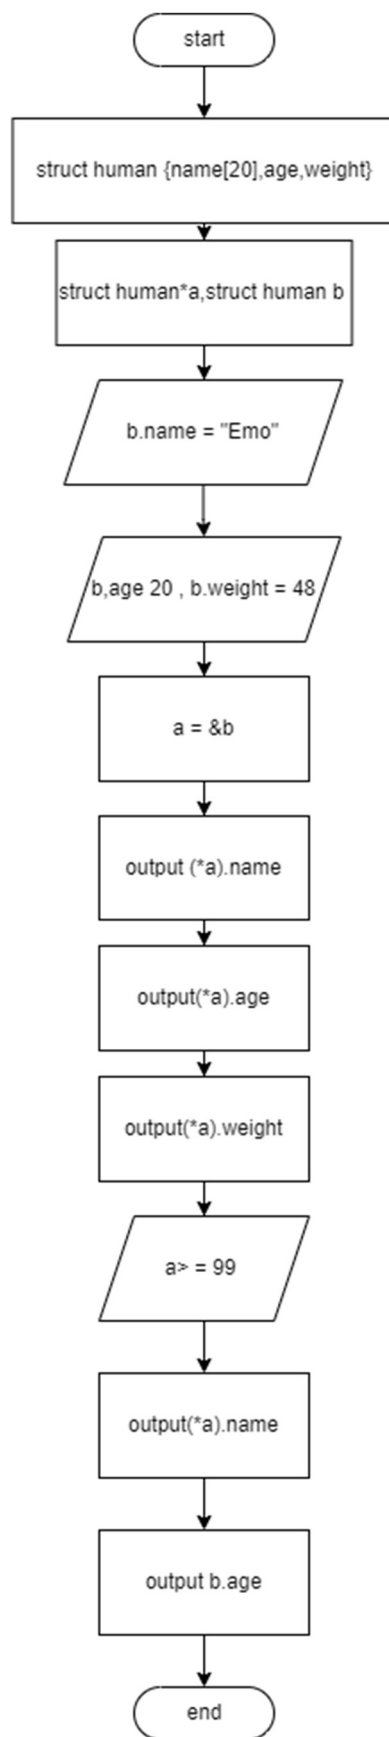 start
struct human {name[20],age,weight}
struct human*a,struct human b
b.name = "Emo"
b,age 20 , b.weight = 48
a = &b
output (*a).name
output(*a).age
output(*a).weight
a> = 99
output(*a).name
output b.age
end